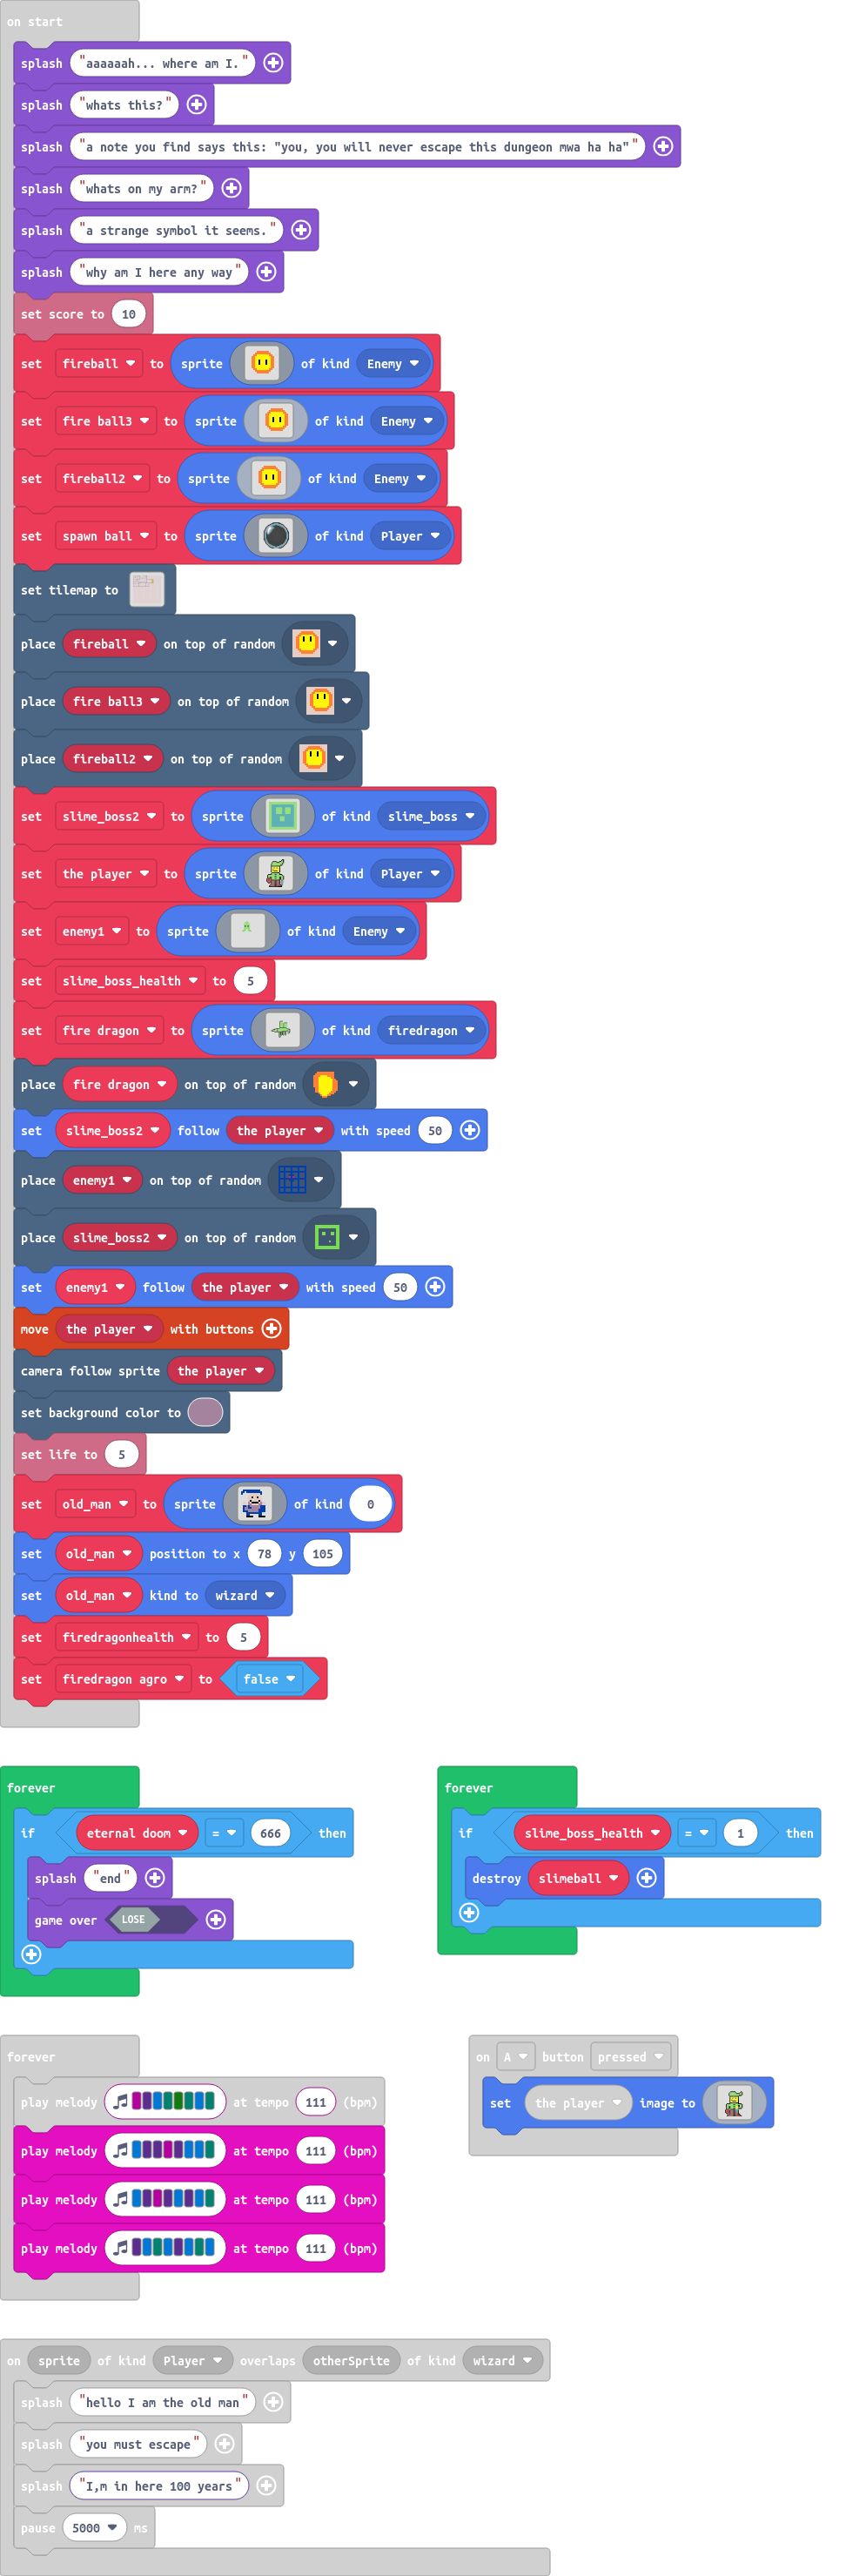 on start
splash "aaaaaah... where am I."
splash "whats this?"
splash "a note you find says this: "you, you will never escape this dungeon mwa ha ha"
splash "whats on my arm?"
splash "a strange symbol it seems."
splash "why am I here any way"
set score to 10
set fireball to sprite of kind Enemy
set fire ball3 to sprite of kind Enemy
set fireball2 to sprite of kind Enemy
set spawn ball to sprite of kind Player
set tilemap to
place fireball on top of random
place fire ball3 on top of random
place fireball2 on top of random
set slime_boss2 to sprite of kind slime_boss
set the player to sprite of kind Player
set enemy1 to sprite of kind Enemy
set slime_boss_health to 5
set fire dragon to sprite of kind firedragon
place fire dragon on top of random
set slime_boss2 follow the player with speed 50
place enemy1 on top of random
place slime_boss2 on top of random
set enemy1 follow the player with speed 50
move the player with buttons
camera follow sprite the player
set background color to
set life to 5
set old_man to sprite of kind 0
set old_man position to x 78 y 105
set old_man kind to wizard
set firedragonhealth to 5
set firedragon agro to false
forever
if eternal doom = 666 then
splash "end"
game over LOSE
forever
if slime_boss_health = 1 then
destroy slimeball
forever
play melody at tempo 111 (bpm)
play melody at tempo 111 (bpm)
play melody at tempo 111 (bpm)
play melody at tempo 111 (bpm)
on A button pressed
set the player image to
on sprite of kind Player overlaps otherSprite of kind wizard
splash "hello I am the old man"
splash "you must escape"
splash "I,m in here 100 years"
pause 5000 ms